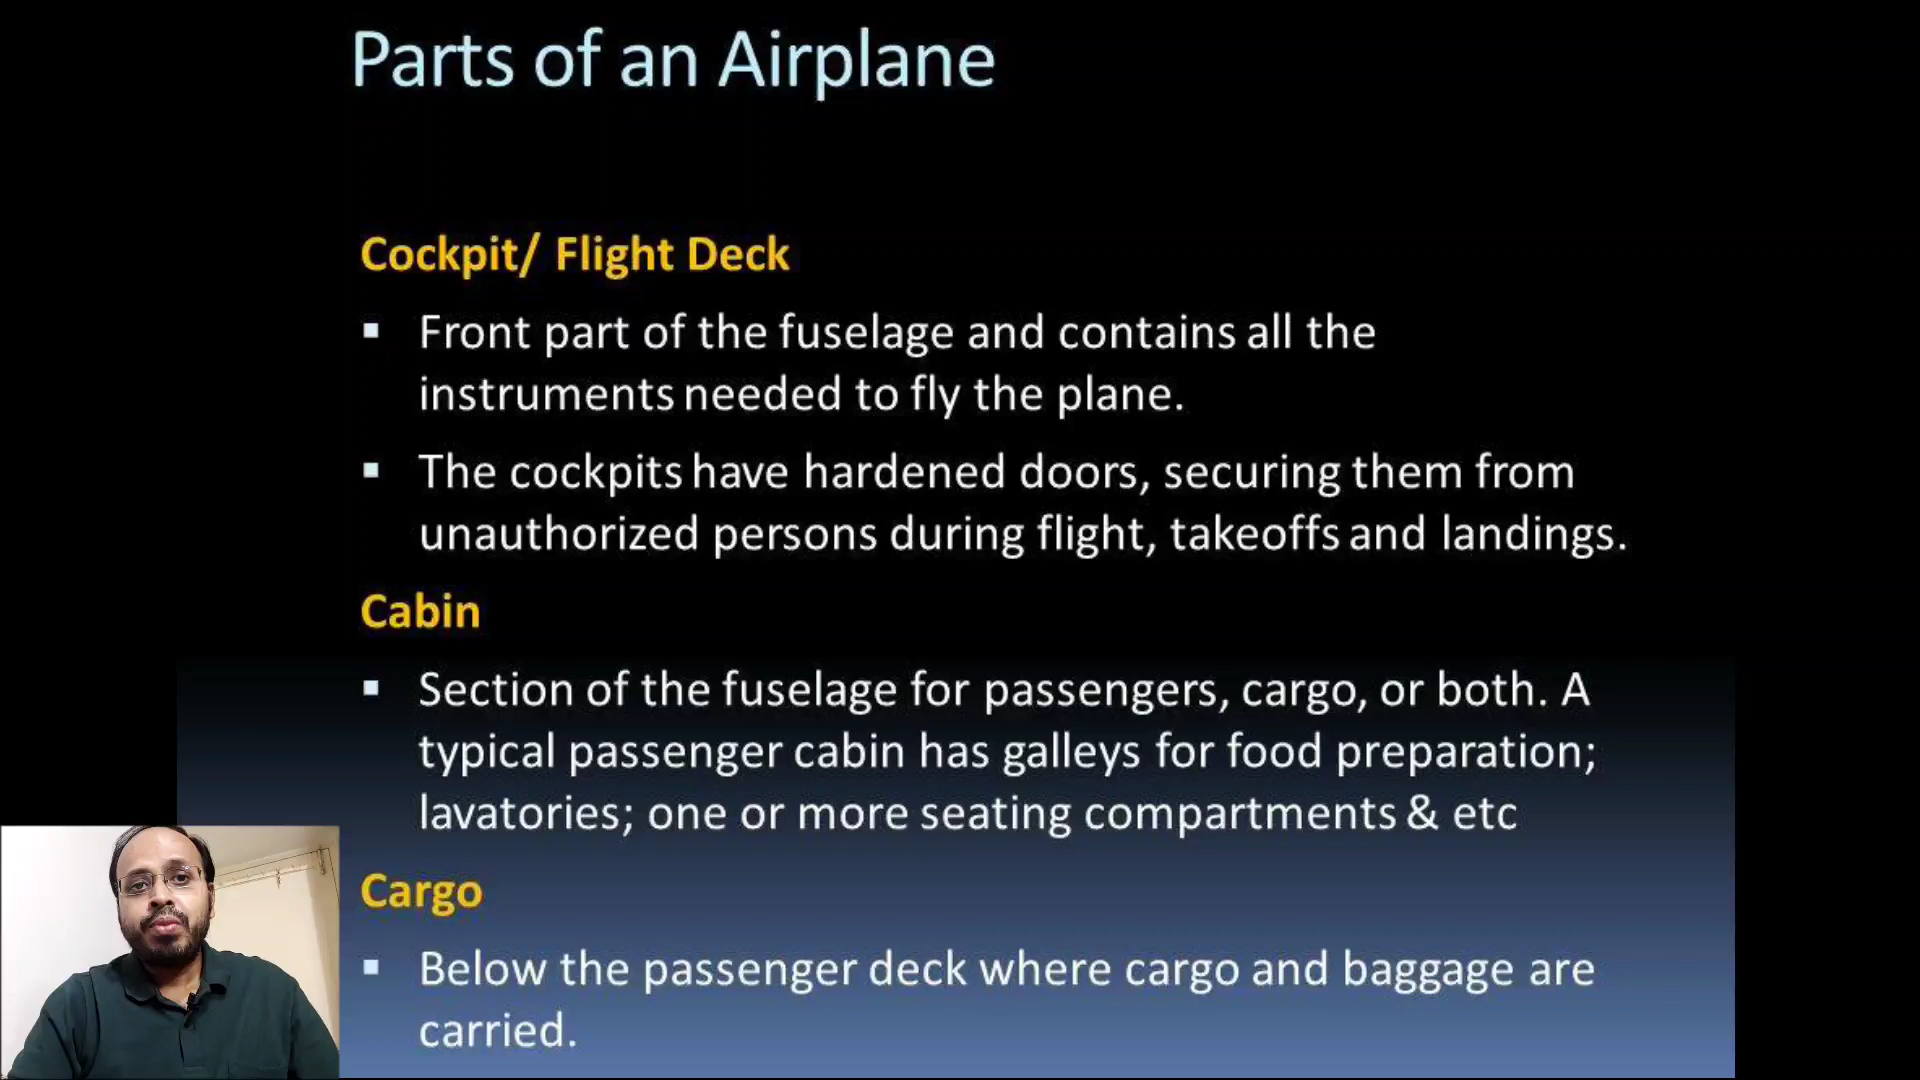 Parts of an Airplane
Cockpit/ Flight Deck
▪ Front part of the fuselage and contains all the
instruments needed to fly the plane.
▪ The cockpits have hardened doors, securing them from
unauthorized persons during flight, takeoffs and landings.
Cabin
▪ Section of the fuselage for passengers, cargo, or both. A
typical passenger cabin has galleys for food preparation;
lavatories; one or more seating compartments & etc
Cargo
▪ Below the passenger deck where cargo and baggage are
carried.